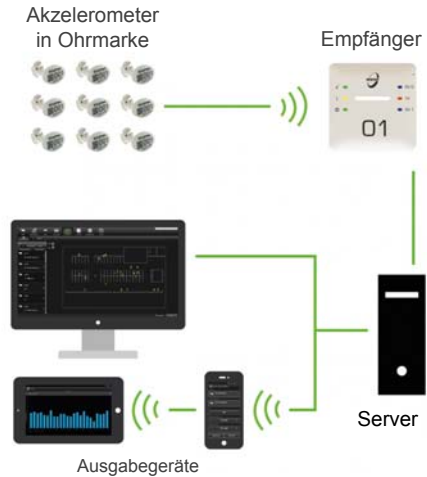 Akzelerometer
in Ohrmarke
Empfänger
01
Server
Ausgabegeräte